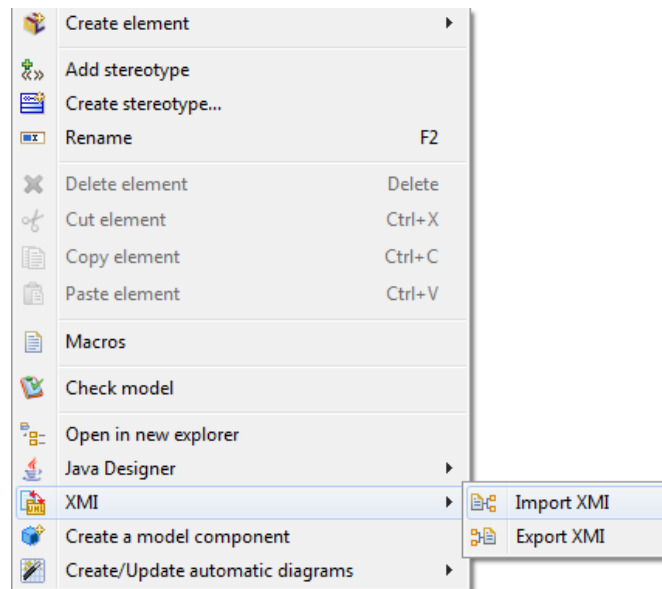 Create element
Add stereotype
Create stereotype...
Rename F2
Delete element Delete
Cut element Ctrl+X
Copy element Ctrl+C
Paste element Ctrl+V
Macros
Check model
Open in new explorer
Java Designer
XMI Import XMI
Create a model component Export XMI
Create/Update automatic diagrams